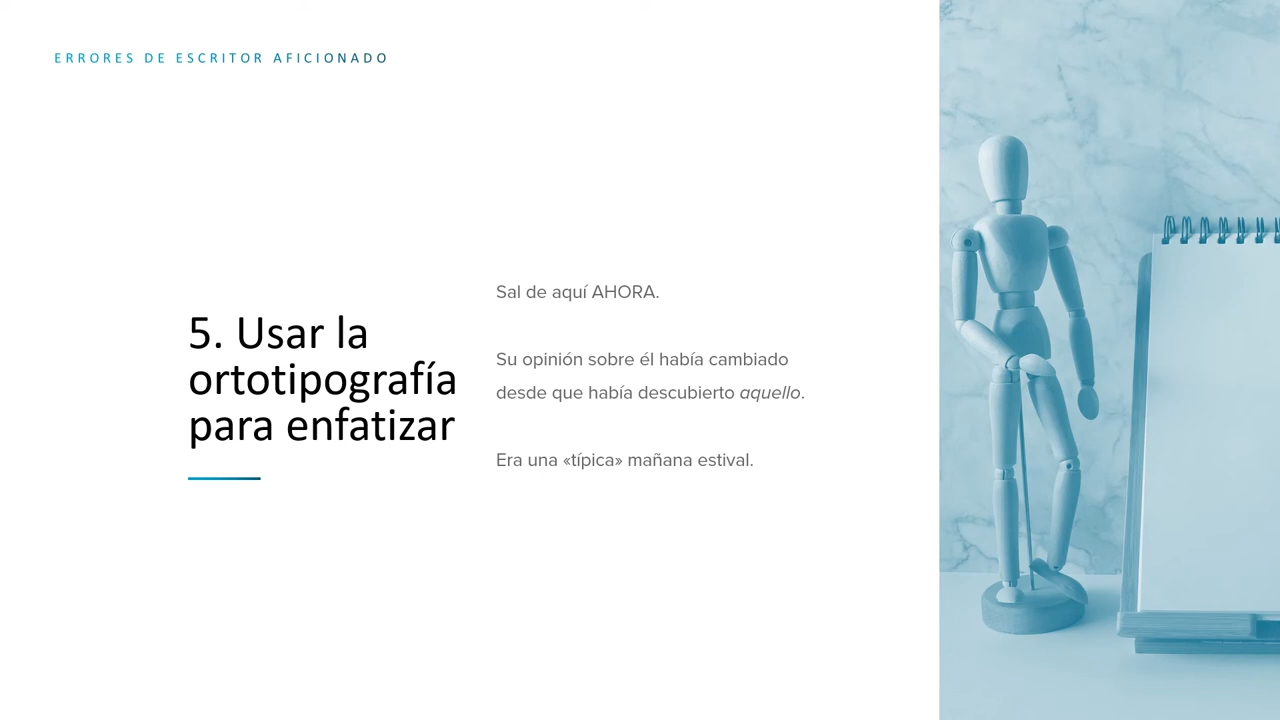 ERRORES DE ESCRITOR AFICIONADO
5. Usar la
ortotipografía
para enfatizar
Sal de aquí AHORA.
Su opinión sobre él había cambiado
desde que había descubierto aquello.
Era una «típica» mañana estival.